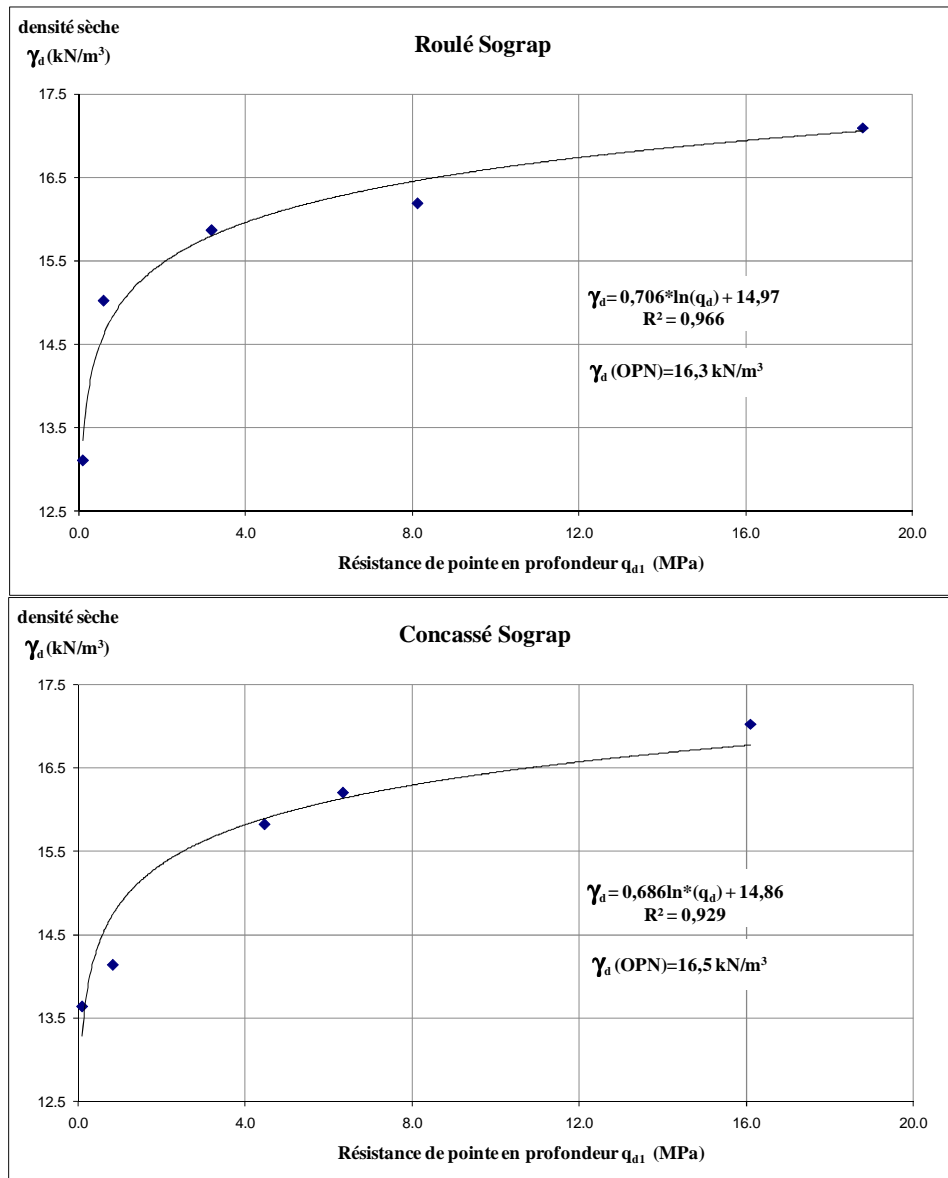 densité sèche
γd (kN/m³)
Roulé Sograp
17.5
16.5
15.5
14.5
13.5
12.5
γd = 0,706*ln(qd) + 14,97
R² = 0,966
γd (OPN)=16,3 kN/m³
0.0 4.0 8.0 12.0 16.0 20.0
Résistance de pointe en profondeur qd1 (MPa)
densité sèche
γd (kN/m³)
Concassé Sograp
17.5
16.5
15.5
14.5
13.5
12.5
γd = 0,686ln*(qd) + 14,86
R² = 0,929
γd (OPN)=16,5 kN/m³
0.0 4.0 8.0 12.0 16.0 20.0
Résistance de pointe en profondeur qd1 (MPa)